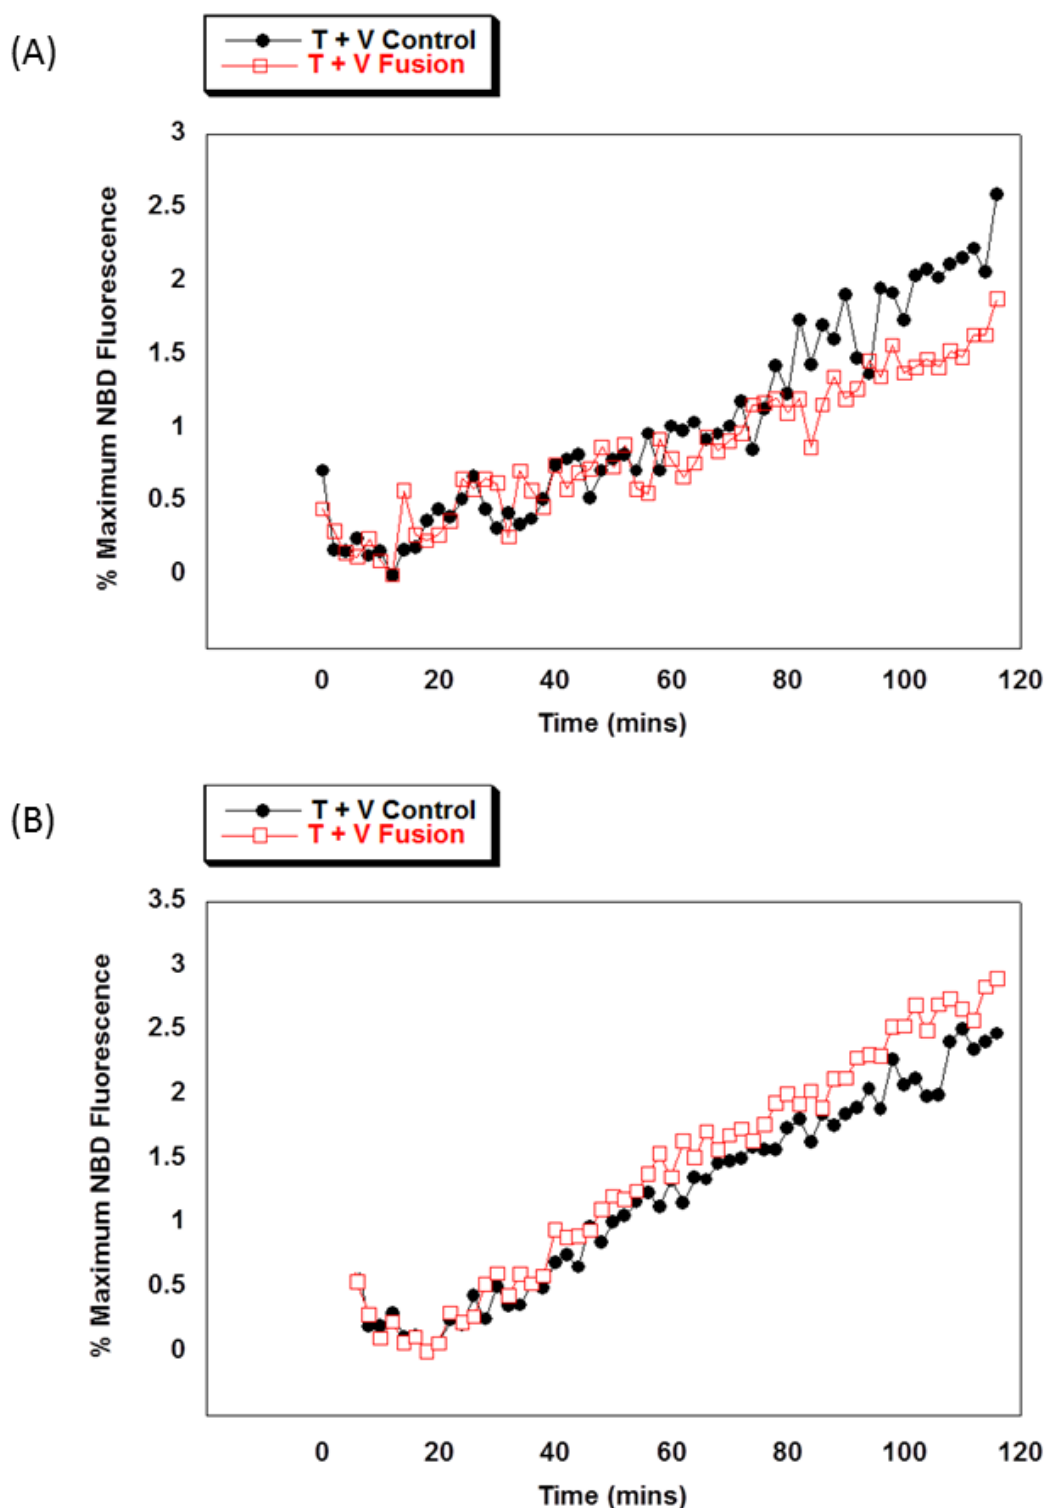 (A)
T + V Control
T + V Fusion
3
2.5
2
1.5
1
0.5
0
% Maximum NBD Fluorescence
0 20 40 60 80 100 120
Time (mins)
(B)
T + V Control
T + V Fusion
3.5
3
2.5
2
1.5
1
0.5
0
% Maximum NBD Fluorescence
0 20 40 60 80 100 120
Time (mins)